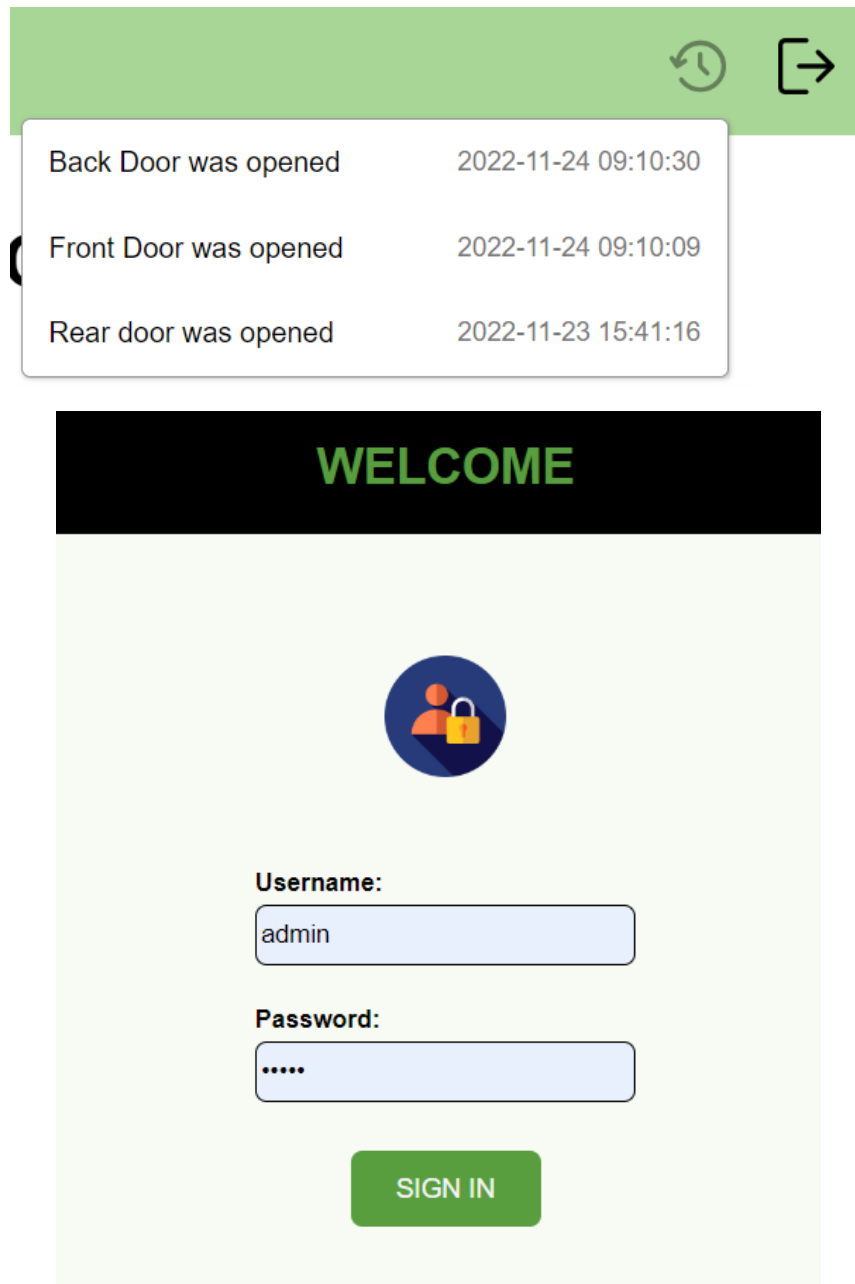 Back Door was opened 2022-11-24 09:10:30
Front Door was opened 2022-11-24 09:10:09
Rear door was opened 2022-11-23 15:41:16
WELCOME
Username:
admin
Password:
•••••
SIGN IN